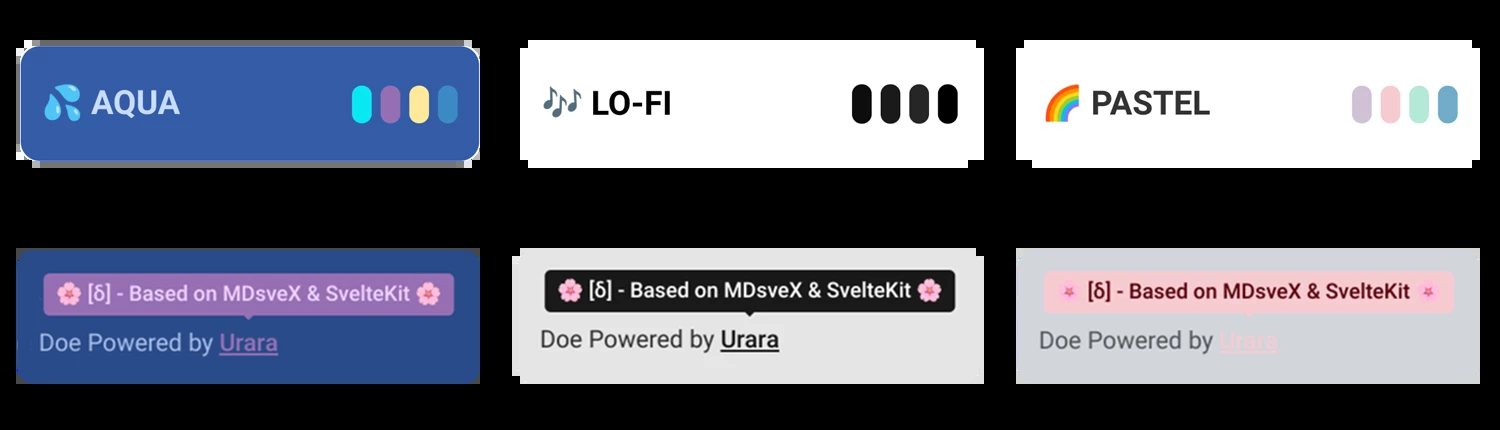 💦 AQUA
🎶 LO-FI
🌈 PASTEL
🌸 [δ] - Based on MDsveX & SvelteKit 🌸
Doe Powered by Urara
🌸 [δ] - Based on MDsveX & SvelteKit 🌸
Doe Powered by Urara
🌸 [δ] - Based on MDsveX & SvelteKit 🌸
Doe Powered by Urara